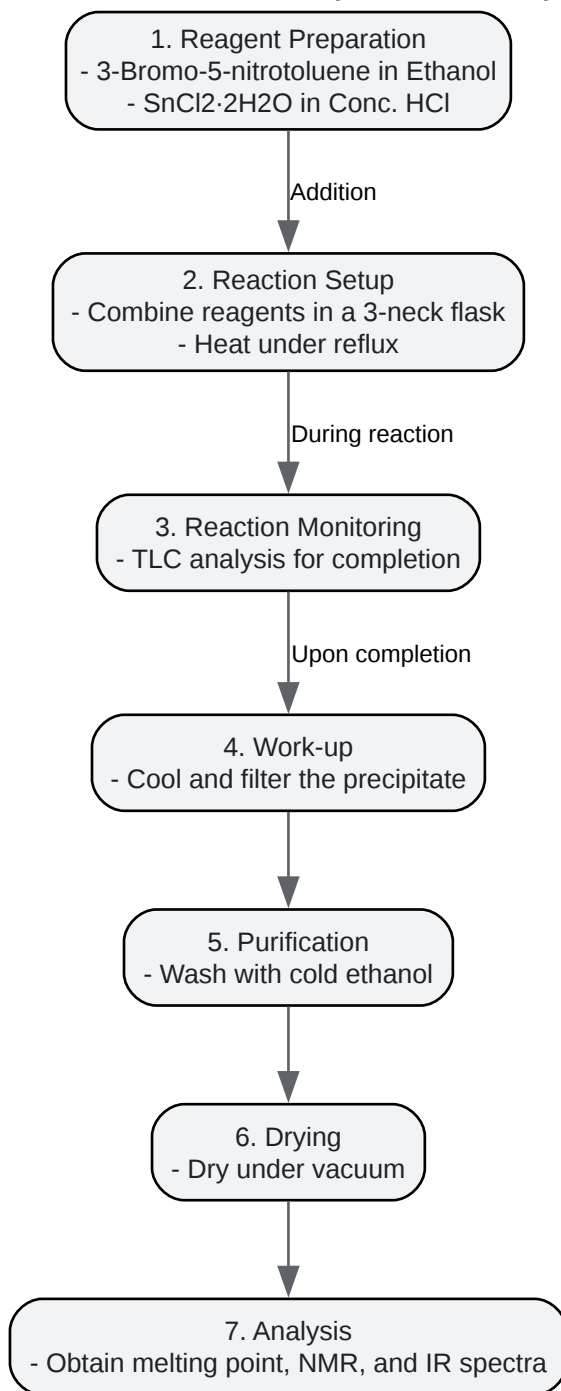 1. Reagent Preparation
- 3-Bromo-5-nitrotoluene in Ethanol
- SnCl2·2H2O in Conc. HCl
Addition
2. Reaction Setup
- Combine reagents in a 3-neck flask
- Heat under reflux
During reaction
3. Reaction Monitoring
- TLC analysis for completion
Upon completion
4. Work-up
- Cool and filter the precipitate
5. Purification
- Wash with cold ethanol
6. Drying
- Dry under vacuum
7. Analysis
- Obtain melting point, NMR, and IR spectra